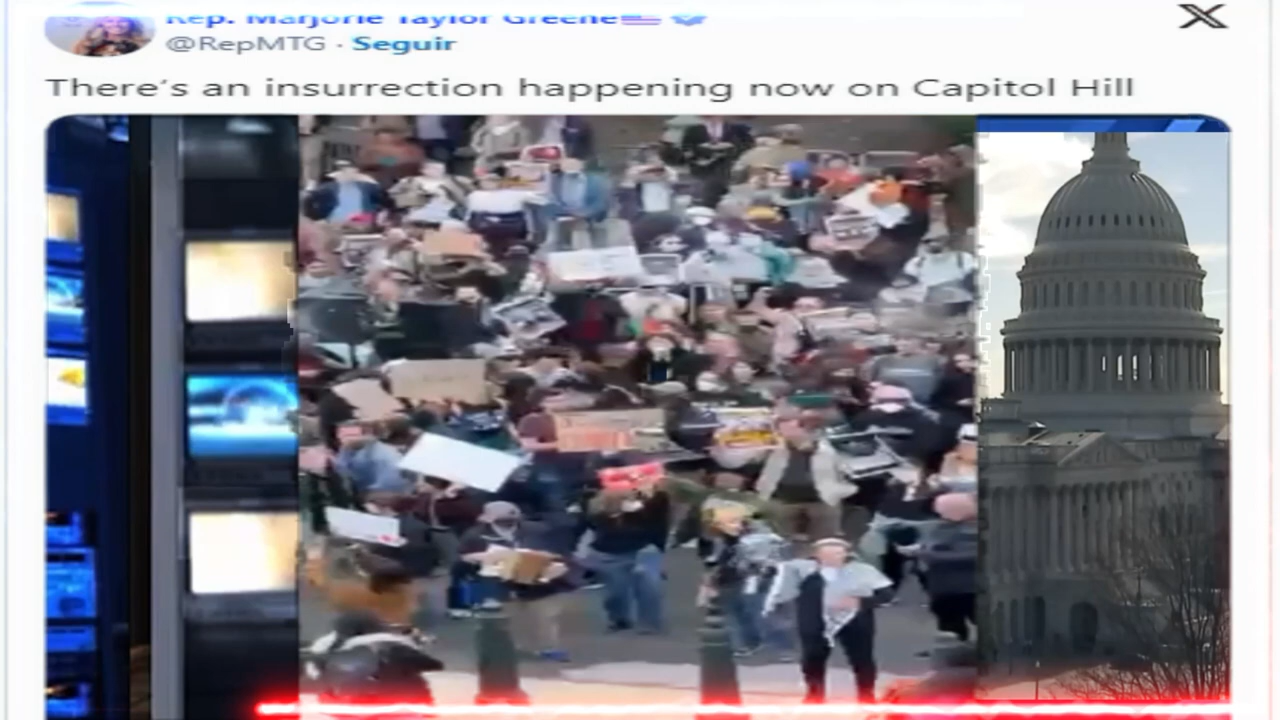 Rep. Marjorie Taylor Greene
@RepMTG · Seguir
There's an insurrection happening now on Capitol Hill